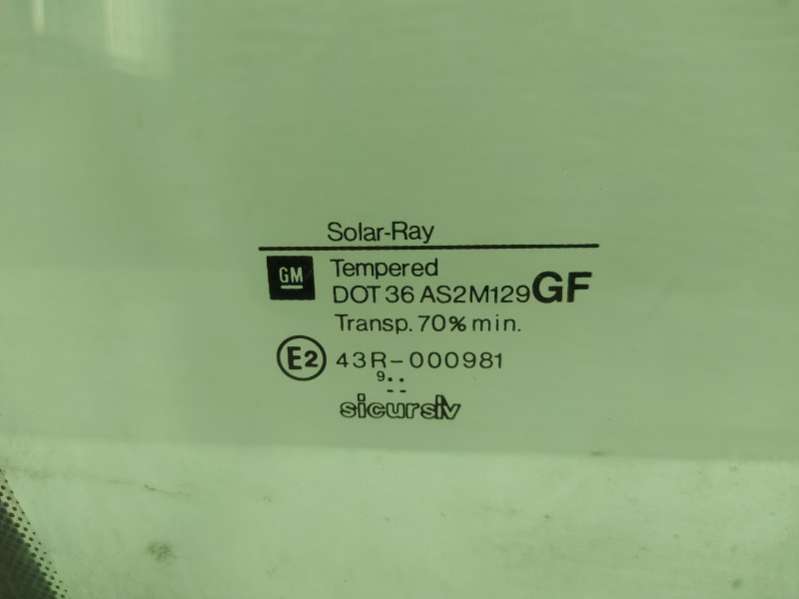 Solar-Ray
GM Tempered
DOT 36 AS2 M129 GF
Transp. 70% min.
E2 43R-000981
9..
--
sicursiv